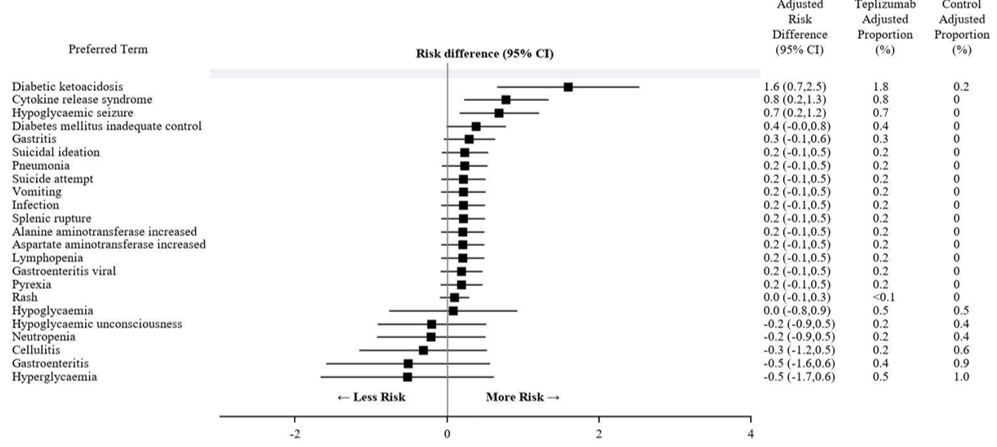 Adjusted Risk Difference (95% CI) Teplizumab Adjusted Proportion (%) Control Adjusted Proportion (%)
Preferred Term Risk difference (95% CI)
Diabetic ketoacidosis 1.6 (0.7,2.5) 1.8 0.2
Cytokine release syndrome 0.8 (0.2,1.3) 0.8 0
Hypoglycaemic seizure 0.7 (0.2,1.2) 0.7 0
Diabetes mellitus inadequate control 0.4 (-0.0,0.8) 0.4 0
Gastritis 0.3 (-0.1,0.6) 0.3 0
Suicidal ideation 0.2 (-0.1,0.5) 0.2 0
Pneumonia 0.2 (-0.1,0.5) 0.2 0
Suicide attempt 0.2 (-0.1,0.5) 0.2 0
Vomiting 0.2 (-0.1,0.5) 0.2 0
Infection 0.2 (-0.1,0.5) 0.2 0
Splenic rupture 0.2 (-0.1,0.5) 0.2 0
Alanine aminotransferase increased 0.2 (-0.1,0.5) 0.2 0
Aspartate aminotransferase increased 0.2 (-0.1,0.5) 0.2 0
Lymphopenia 0.2 (-0.1,0.5) 0.2 0
Gastroenteritis viral 0.2 (-0.1,0.5) 0.2 0
Pyrexia 0.2 (-0.1,0.5) 0.2 0
Rash 0.0 (-0.1,0.3) <0.1 0
Hypoglycaemia 0.0 (-0.8,0.9) 0.5 0.5
Hypoglycaemic unconsciousness -0.2 (-0.9,0.5) 0.2 0.4
Neutropenia -0.2 (-0.9,0.5) 0.2 0.4
Cellulitis -0.3 (-1.2,0.5) 0.2 0.6
Gastroenteritis -0.5 (-1.6,0.6) 0.4 0.9
Hyperglycaemia -0.5 (-1.7,0.6) 0.5 1.0
← Less Risk More Risk →
-2 0 2 4